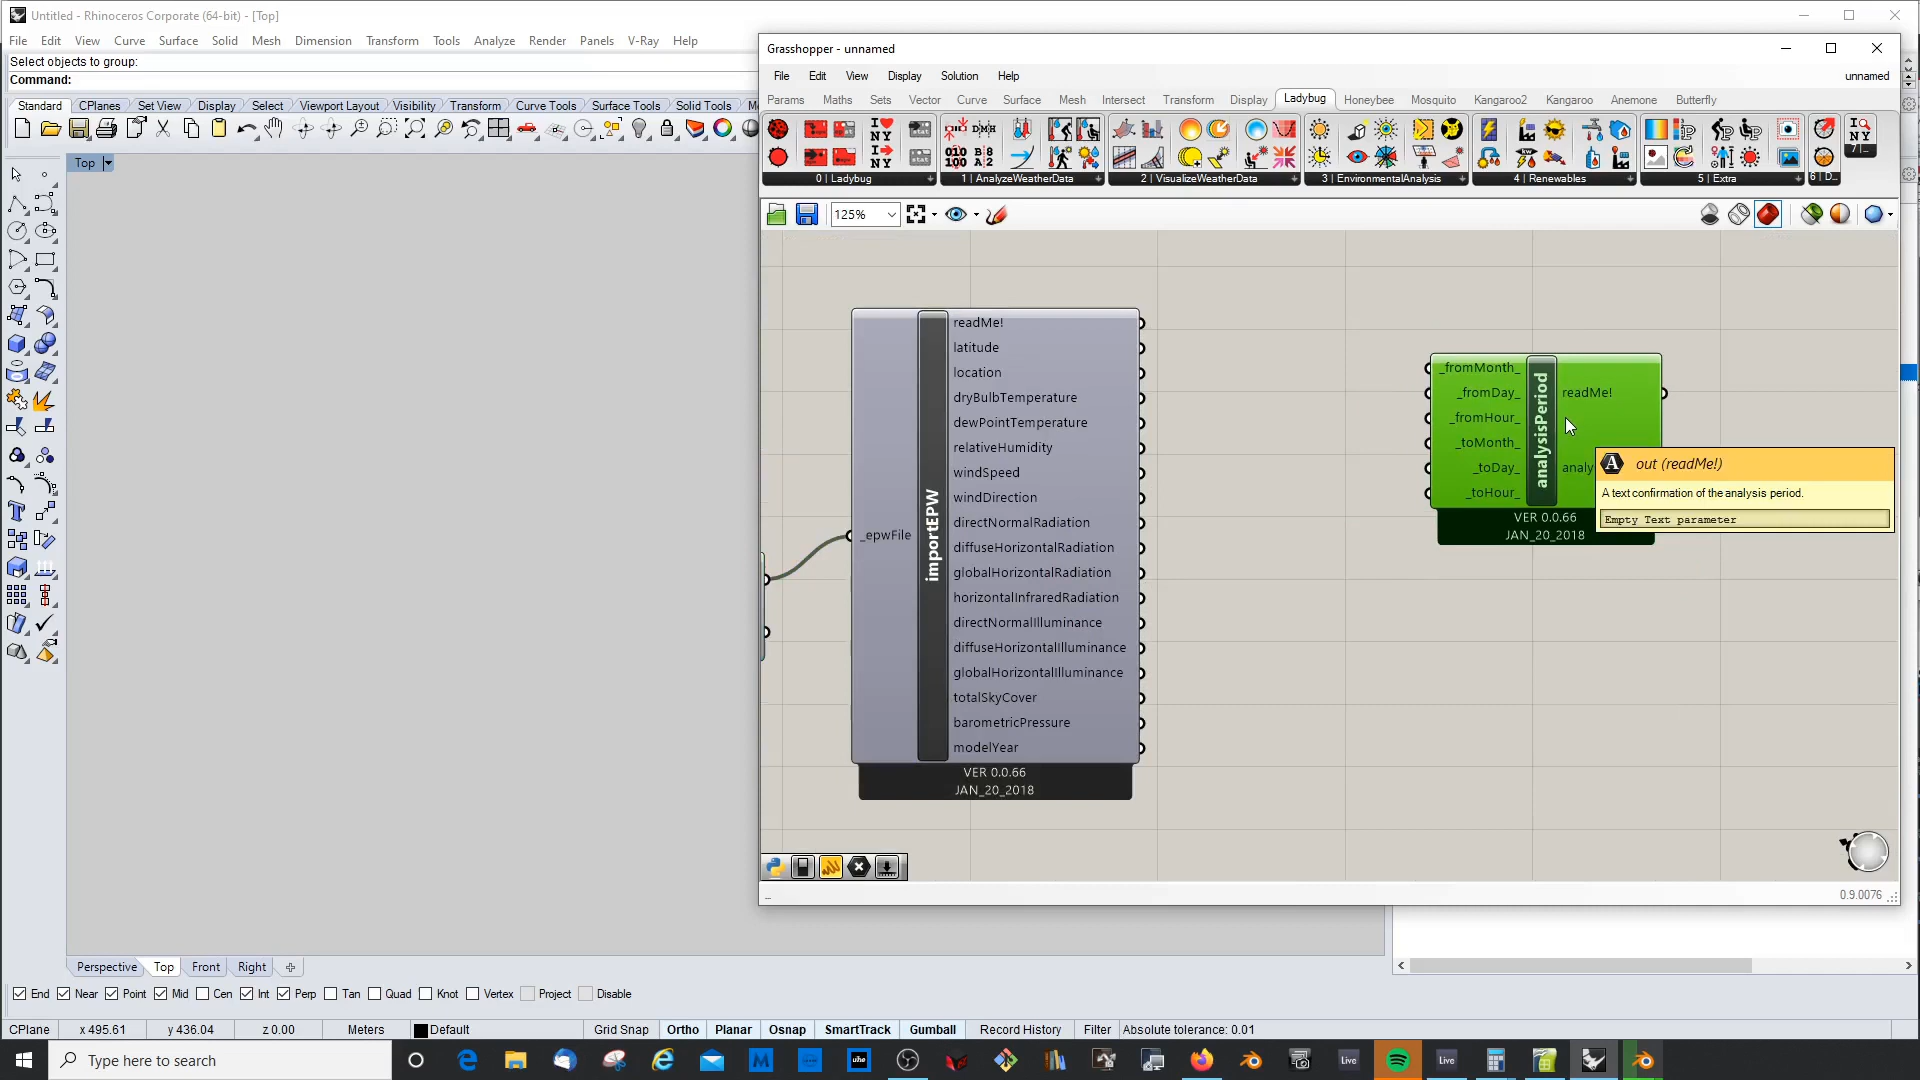 Untitled - Rhinoceros Corporate (64-bit) - [Top]
File Edit View Curve Surface Solid Mesh Dimension Transform Tools Analyze Render Panels V-Ray Help
Select objects to group:
Command:
Standard CPlanes Set View Display Select Viewport Layout Visibility Transform Curve Tools Surface Tools Solid Tools
Top
Grasshopper - unnamed
File Edit View Display Solution Help unnamed
Params Maths Sets Vector Curve Surface Mesh Intersect Transform Display Ladybug Honeybee Mosquito Kangaroo2 Kangaroo Anemone Butterfly
0 | Ladybug 1 | AnalyzeWeatherData 2 | VisualizeWeatherData 3 | EnvironmentalAnalysis 4 | Renewables 5 | Extra 6 | D... 7 |...
125%
_epwFile
importEPW
readMe!
latitude
location
dryBulbTemperature
dewPointTemperature
relativeHumidity
windSpeed
windDirection
directNormalRadiation
diffuseHorizontalRadiation
globalHorizontalRadiation
horizontalInfraredRadiation
directNormalIlluminance
diffuseHorizontalIlluminance
globalHorizontalIlluminance
totalSkyCover
barometricPressure
modelYear
VER 0.0.66
JAN_20_2018
_fromMonth_
_fromDay_
_fromHour_
_toMonth_
_toDay_
_toHour_
analysisPeriod
readMe!
analy
VER 0.0.66
JAN_20_2018
A out (readMe!)
A text confirmation of the analysis period.
Empty Text parameter
0.9.0076
Perspective Top Front Right
End Near Point Mid Cen Int Perp Tan Quad Knot Vertex Project Disable
CPlane x 495.61 y 436.04 z 0.00 Meters Default Grid Snap Ortho Planar Osnap SmartTrack Gumball Record History Filter Absolute tolerance: 0.01
Type here to search
Live
Live